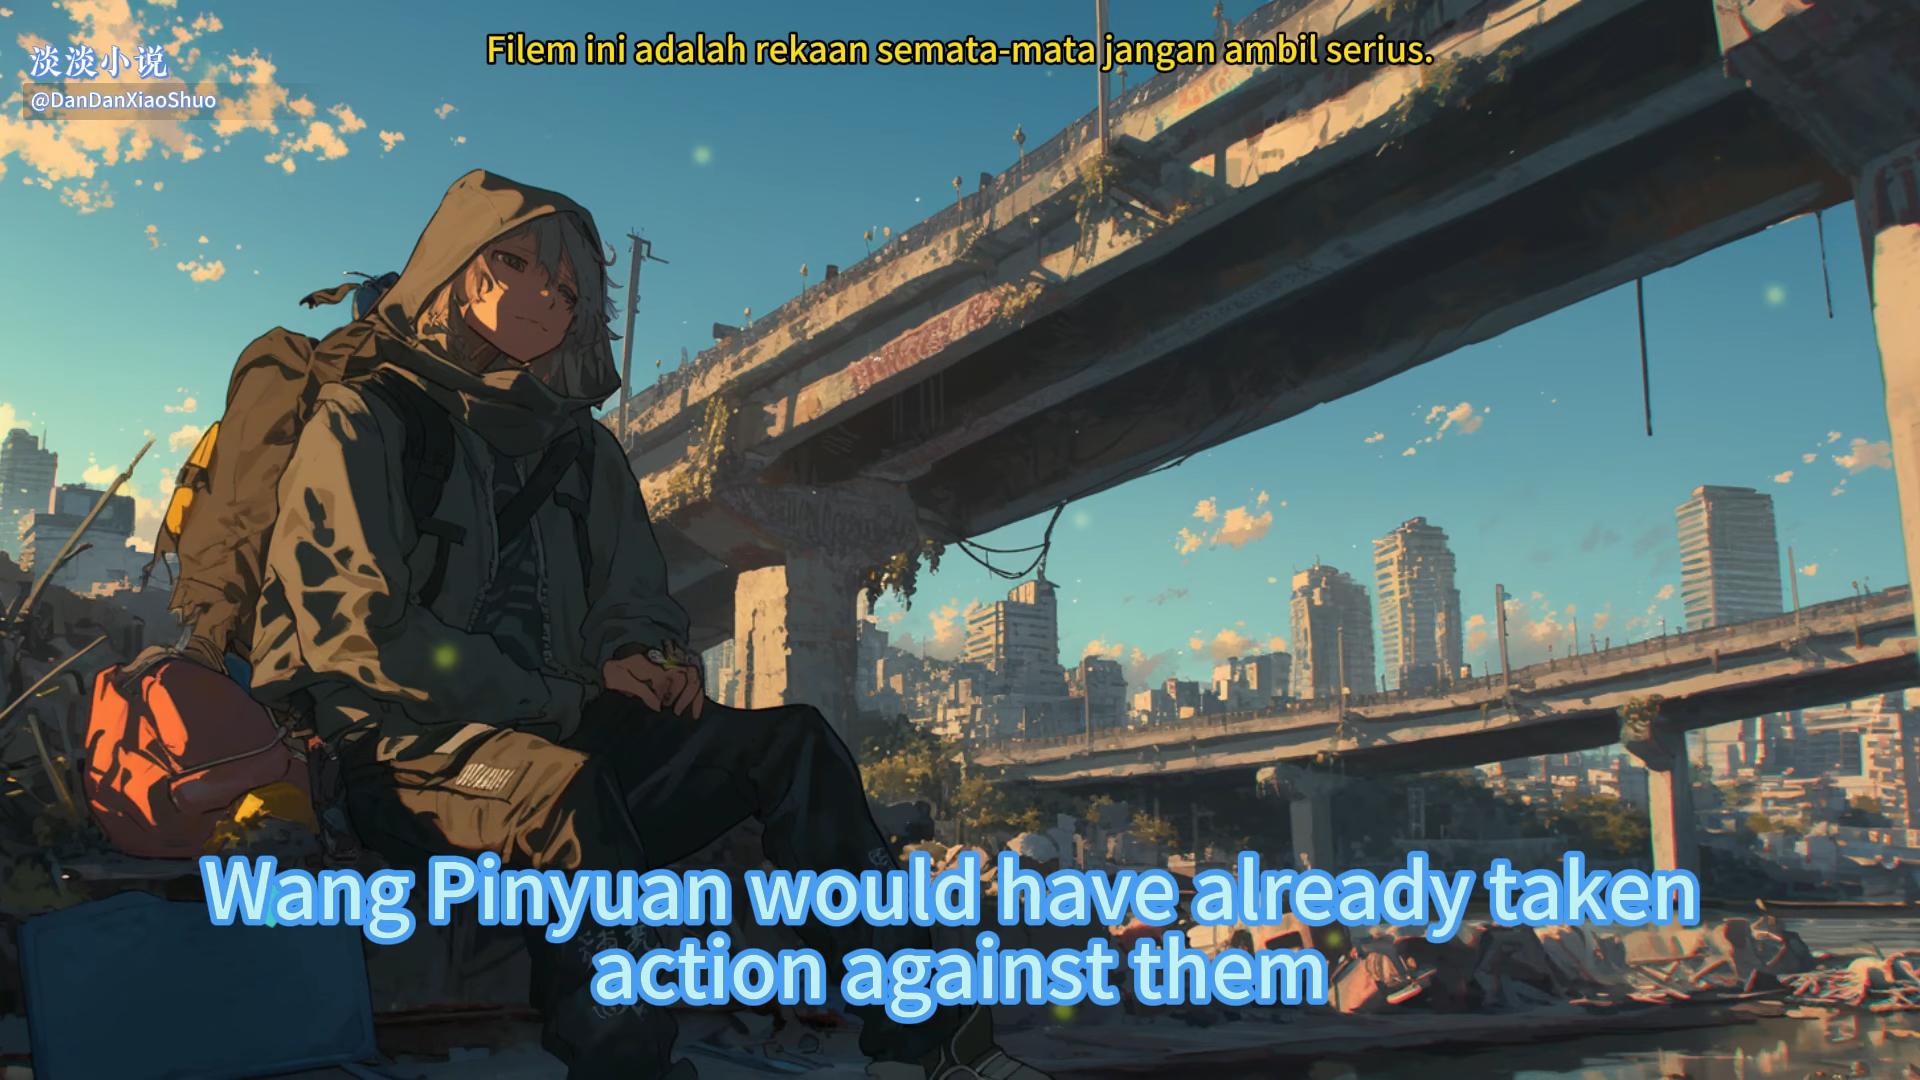 淡淡小说
@DanDanXiaoShuo
Filem ini adalah rekaan semata-mata jangan ambil serius.
Wang Pinyuan would have already taken
action against them